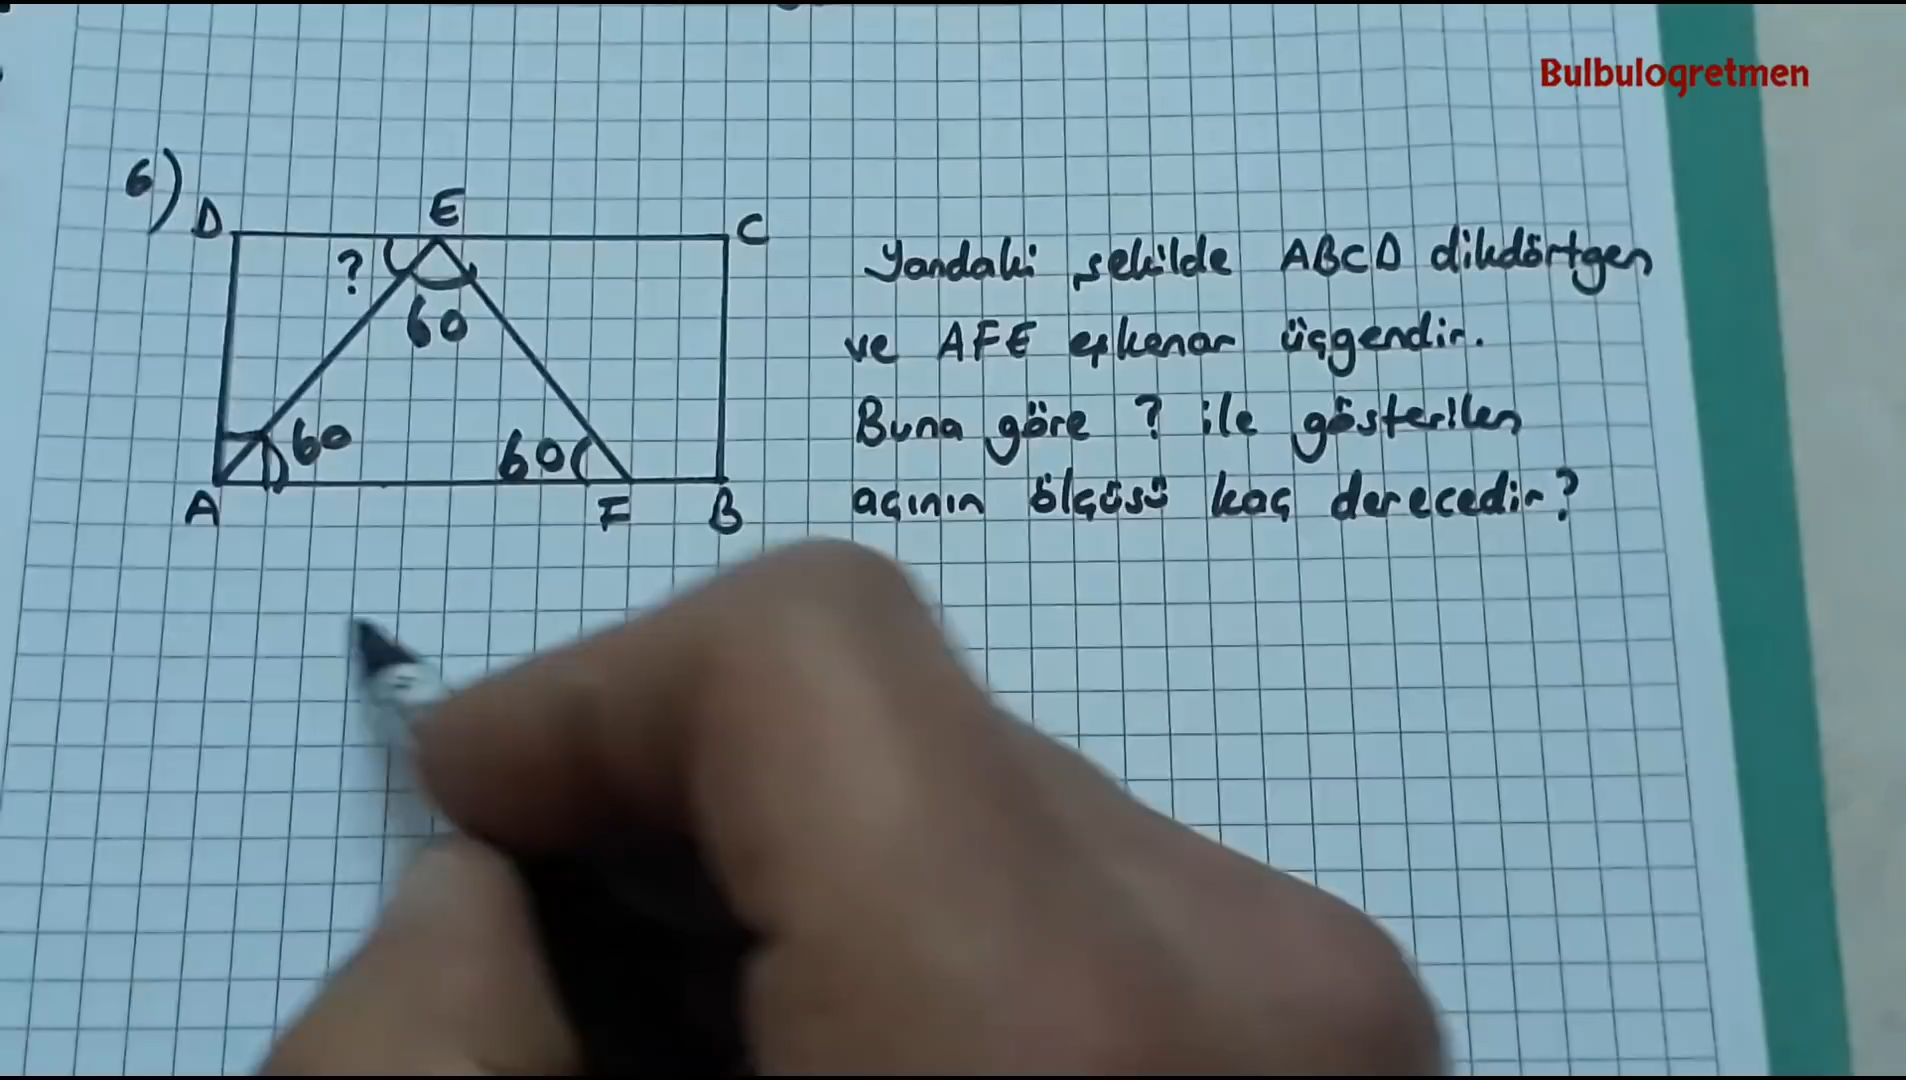 Bulbulogretmen
6)
D E C
?
60
60 60
A F B
Yandaki şekilde ABCD dikdörtgen
ve AFE eşkenar üçgendir.
Buna göre ? ile gösterilen
açının ölçüsü kaç derecedir?